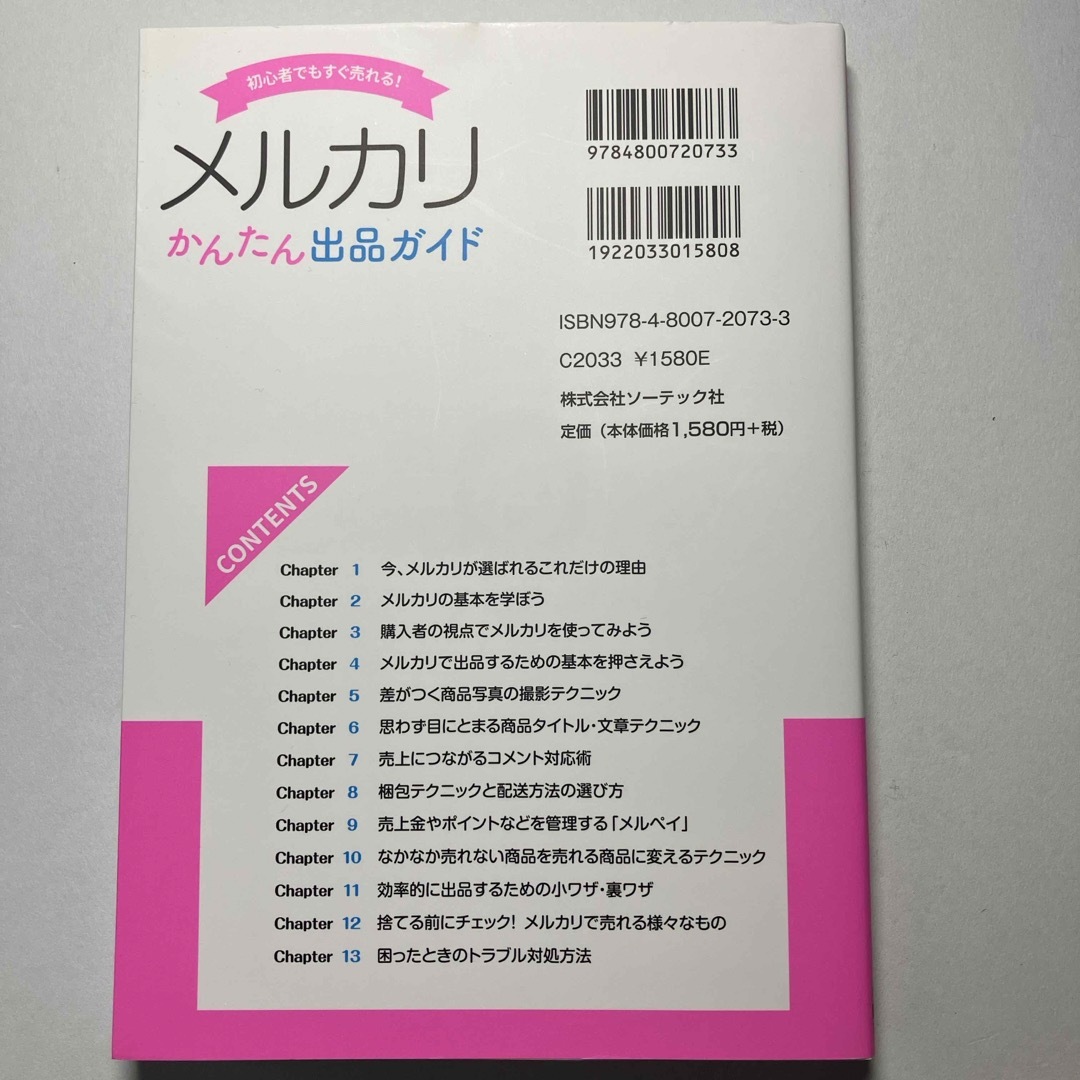 初心者でもすぐ売れる!
メルカリ
かんたん出品ガイド
9784800720733
1922033015808
ISBN978-4-8007-2073-3
C2033 ¥1580E
株式会社ソーテック社
定価(本体価格1,580円+税)
CONTENTS
Chapter 1 今、メルカリが選ばれるこれだけの理由
Chapter 2 メルカリの基本を学ぼう
Chapter 3 購入者の視点でメルカリを使ってみよう
Chapter 4 メルカリで出品するための基本を押さえよう
Chapter 5 差がつく商品写真の撮影テクニック
Chapter 6 思わず目にとまる商品タイトル・文章テクニック
Chapter 7 売上につながるコメント対応術
Chapter 8 梱包テクニックと配送方法の選び方
Chapter 9 売上金やポイントなどを管理する「メルペイ」
Chapter 10 なかなか売れない商品を売れる商品に変えるテクニック
Chapter 11 効率的に出品するための小ワザ・裏ワザ
Chapter 12 捨てる前にチェック! メルカリで売れる様々なもの
Chapter 13 困ったときのトラブル対処方法